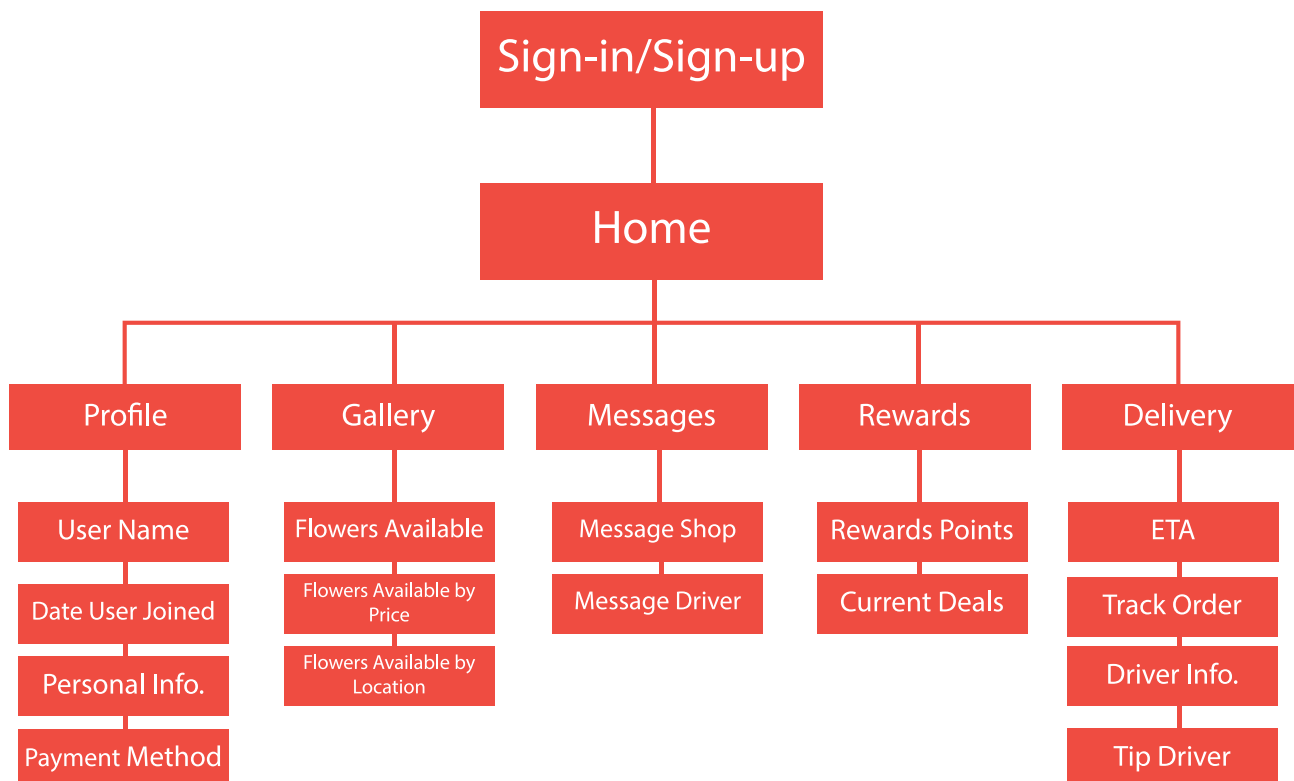 Sign-in/Sign-up
Home
Profile
Gallery
Messages
Rewards
Delivery
User Name
Date User Joined
Personal Info.
Payment Method
Flowers Available
Flowers Available by
Price
Flowers Available by
Location
Message Shop
Message Driver
Rewards Points
Current Deals
ETA
Track Order
Driver Info.
Tip Driver